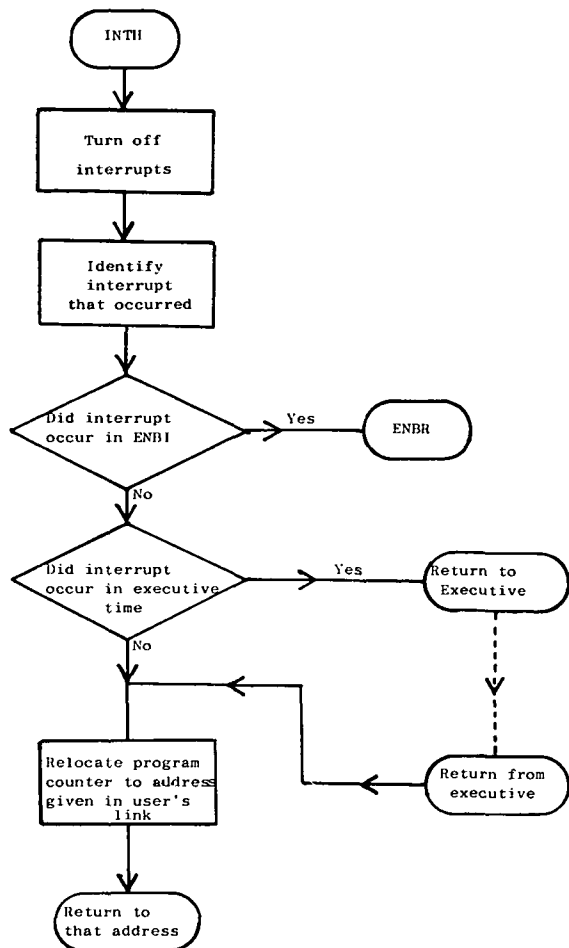 INTH
Turn off
interrupts
Identify
interrupt
that occurred
Did interrupt
occur in ENBI
Yes
ENBR
No
Did interrupt
occur in executive
time
Yes
Return to
Executive
No
Relocate program
counter to address
given in user's
link
Return from
executive
Return to
that address